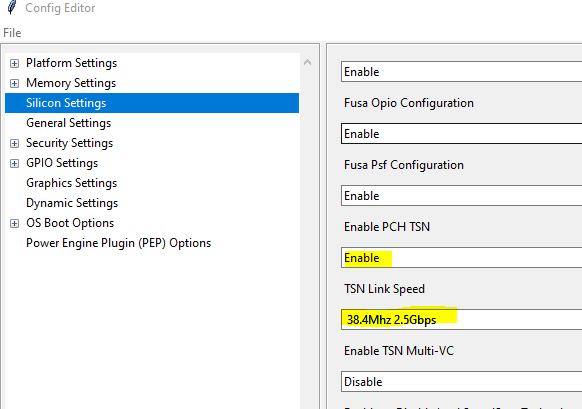 Config Editor
File
Platform Settings
Memory Settings
Silicon Settings
General Settings
Security Settings
GPIO Settings
Graphics Settings
Dynamic Settings
OS Boot Options
Power Engine Plugin (PEP) Options
Enable
Fusa Opio Configuration
Enable
Fusa Psf Configuration
Enable
Enable PCH TSN
Enable
TSN Link Speed
38.4Mhz 2.5Gbps
Enable TSN Multi-VC
Disable